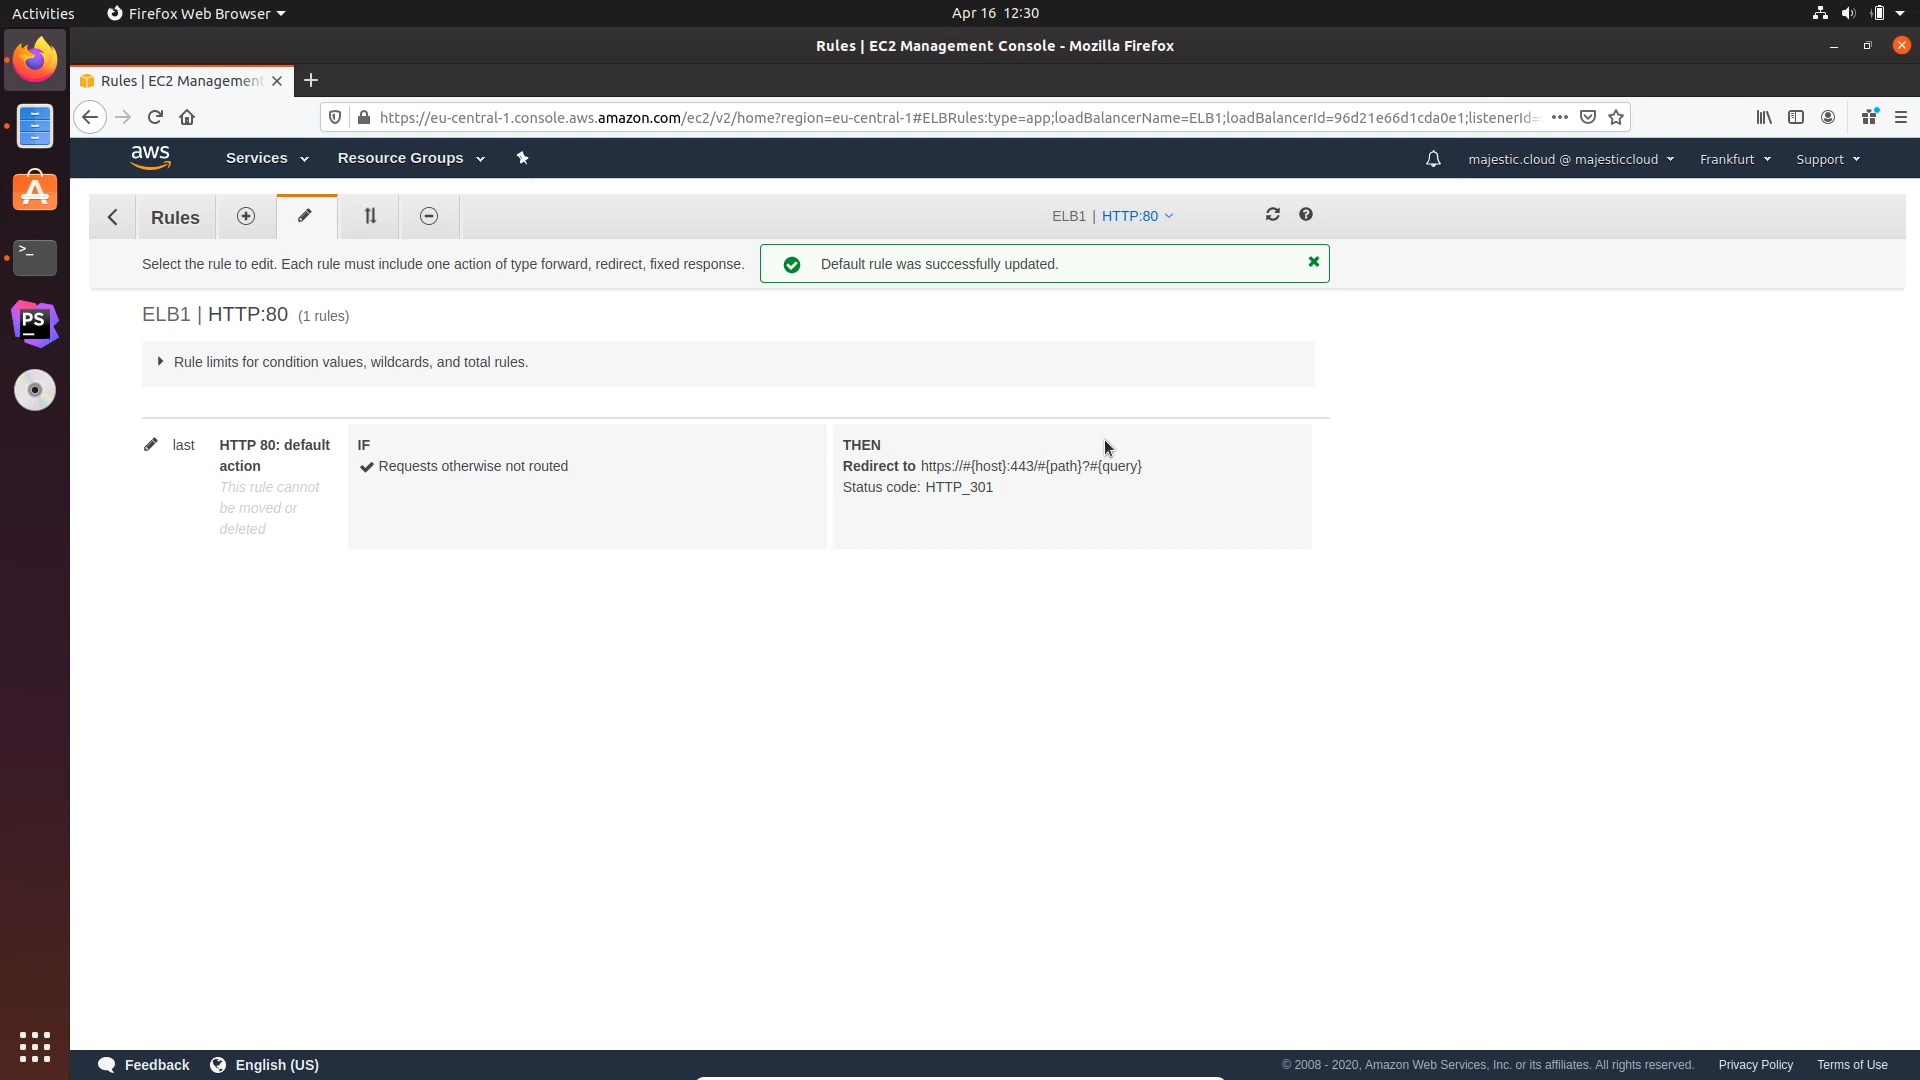 Activities
Firefox Web Browser
Apr 16 12:30
Rules | EC2 Management Console - Mozilla Firefox
Rules | EC2 Management
https://eu-central-1.console.aws.amazon.com/ec2/v2/home?region=eu-central-1#ELBRules:type=app;loadBalancerName=ELB1;loadBalancerId=96d21e66d1cda0e1;listenerId=
aws
Services
Resource Groups
majestic.cloud @ majesticcloud
Frankfurt
Support
Rules
ELB1 | HTTP:80
Select the rule to edit. Each rule must include one action of type forward, redirect, fixed response.
Default rule was successfully updated.
ELB1 | HTTP:80 (1 rules)
Rule limits for condition values, wildcards, and total rules.
last
HTTP 80: default
action
This rule cannot
be moved or
deleted
IF
Requests otherwise not routed
THEN
Redirect to https://#{host}:443/#{path}?#{query}
Status code: HTTP_301
>_
PS
Feedback
English (US)
© 2008 - 2020, Amazon Web Services, Inc. or its affiliates. All rights reserved.
Privacy Policy
Terms of Use